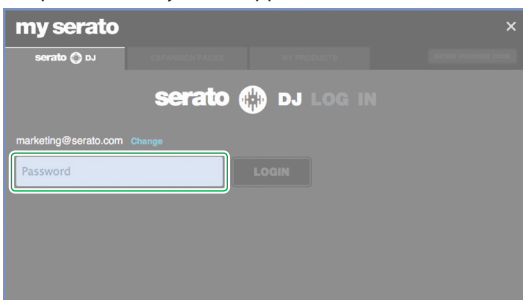 my serato ×
serato DJ EXPANSION PACKS MY PRODUCTS
serato DJ LOG IN
marketing@serato.com Change
Password LOGIN